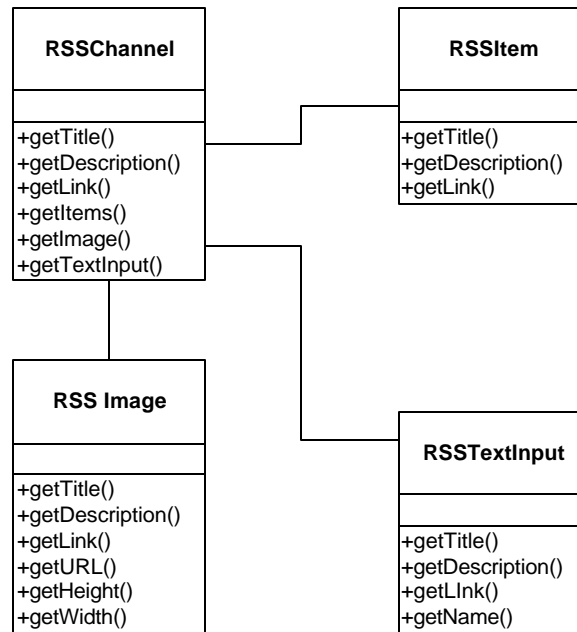 RSSChannel
+getTitle()
+getDescription()
+getLink()
+getItems()
+getImage()
+getTextInput()
RSSItem
+getTitle()
+getDescription()
+getLink()
RSS Image
+getTitle()
+getDescription()
+getLink()
+getURL()
+getHeight()
+getWidth()
RSSTextInput
+getTitle()
+getDescription()
+getLInk()
+getName()